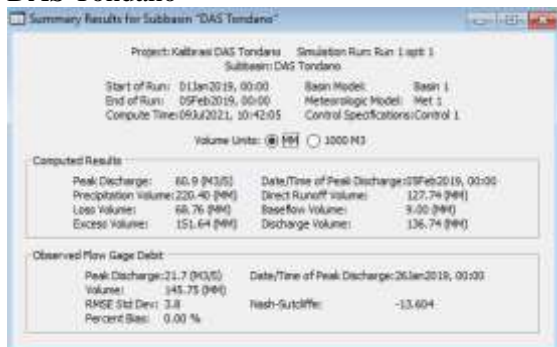 DAS Tondano
Summary Results for Subbasin "DAS Tondano"
Project: Kalibrasi DAS Tondano Simulation Run: Run 1 opti 1
Subbasin: DAS Tondano
Start of Run: 01Jan2019, 00:00 Basin Model: Basin 1
End of Run: 05Feb2019, 00:00 Meteorologic Model: Met 1
Compute Time: 09Jul2021, 10:42:05 Control Specifications: Control 1
Volume Units: MM 1000 M3
Computed Results
Peak Discharge: 60.9 (M3/S) Date/Time of Peak Discharge: 05Feb2019, 00:00
Precipitation Volume: 220.40 (MM) Direct Runoff Volume: 127.74 (MM)
Loss Volume: 68.76 (MM) Baseflow Volume: 9.00 (MM)
Excess Volume: 151.64 (MM) Discharge Volume: 136.74 (MM)
Observed Flow Gage Debit
Peak Discharge: 21.7 (M3/S) Date/Time of Peak Discharge: 26Jan2019, 00:00
Volume: 145.75 (MM)
RMSE Std Dev: 3.8 Nash-Sutcliffe: -13.604
Percent Bias: 0.00 %